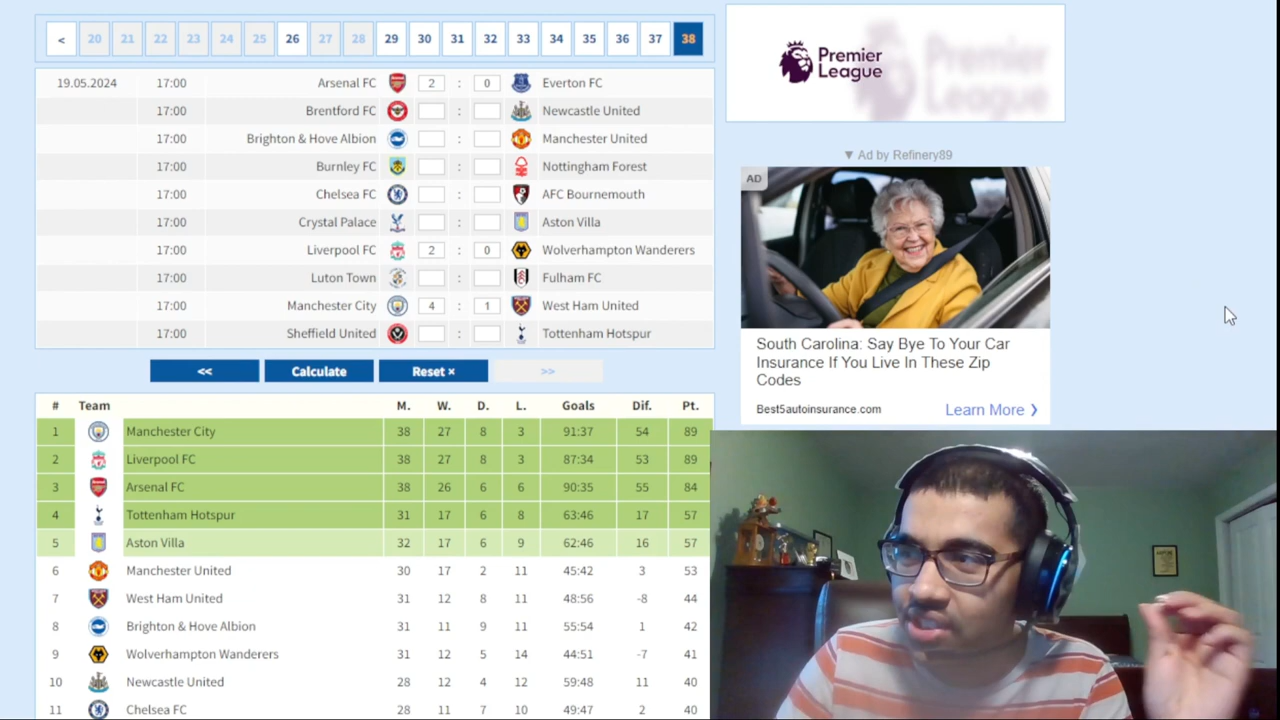 < 20 21 22 23 24 25 26 27 28 29 30 31 32 33 34 35 36 37 38
19.05.2024 17:00 Arsenal FC 2 : 0 Everton FC
17:00 Brentford FC : Newcastle United
17:00 Brighton & Hove Albion : Manchester United
17:00 Burnley FC : Nottingham Forest
17:00 Chelsea FC : AFC Bournemouth
17:00 Crystal Palace : Aston Villa
17:00 Liverpool FC 2 : 0 Wolverhampton Wanderers
17:00 Luton Town : Fulham FC
17:00 Manchester City 4 : 1 West Ham United
17:00 Sheffield United : Tottenham Hotspur
<< Calculate Reset × >>
# Team M. W. D. L. Goals Dif. Pt.
1 Manchester City 38 27 8 3 91:37 54 89
2 Liverpool FC 38 27 8 3 87:34 53 89
3 Arsenal FC 38 26 6 6 90:35 55 84
4 Tottenham Hotspur 31 17 6 8 63:46 17 57
5 Aston Villa 32 17 6 9 62:46 16 57
6 Manchester United 30 17 2 11 45:42 3 53
7 West Ham United 31 12 8 11 48:56 -8 44
8 Brighton & Hove Albion 31 11 9 11 55:54 1 42
9 Wolverhampton Wanderers 31 12 5 14 44:51 -7 41
10 Newcastle United 28 12 4 12 59:48 11 40
11 Chelsea FC 28 11 7 10 49:47 2 40
Premier
League
Premier
League
▼ Ad by Refinery89
AD
South Carolina: Say Bye To Your Car
Insurance If You Live In These Zip
Codes
Best5autoinsurance.com Learn More ❯